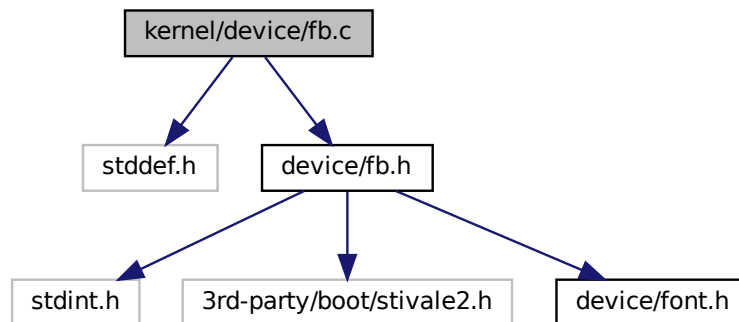 kernel/device/fb.c
stddef.h
device/fb.h
stdint.h
3rd-party/boot/stivale2.h
device/font.h